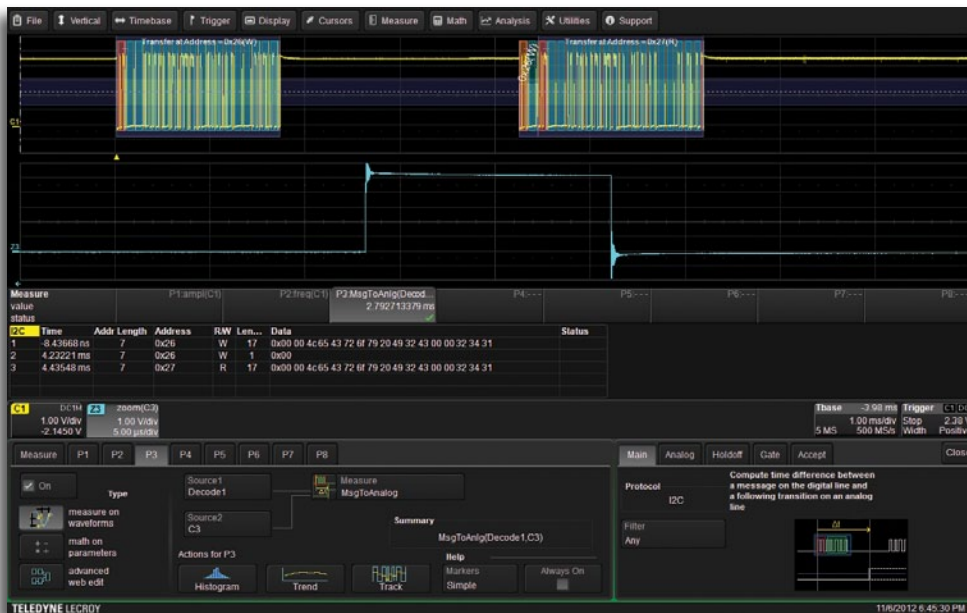 File Vertical Timebase Trigger Display Cursors Measure Math Analysis Utilities Support
Transfer at Address = 0x26(W) Transfer at Address = 0x27(R)
0x26(W)
C1
Z3
Measure P1:ampl(C1) P2:freq(C1) P3:MsgToAnlg(Decod... P4:--- P5:--- P6:--- P7:--- P8:---
value 2.792713379 ms
status
I2C Time Addr Length Address R/W Len... Data Status
1 -8.43668 ns 7 0x26 W 17 0x00 00 4c 65 43 72 6f 79 20 49 32 43 00 00 32 34 31
2 4.23221 ms 7 0x26 W 1 0x00
3 4.43548 ms 7 0x27 R 17 0x00 00 4c 65 43 72 6f 79 20 49 32 43 00 00 32 34 31
C1 DC1M Z3 zoom(C3) Tbase -3.98 ms Trigger C1 DC
1.00 V/div 1.00 V/div 1.00 ms/div Stop 2.38 V
-2.1450 V 5.00 µs/div 5 MS 500 MS/s Width Positiv
Measure P1 P2 P3 P4 P5 P6 P7 P8 Main Analog Holdoff Gate Accept Clos
On
Type
measure on
waveforms
math on
parameters
advanced
web edit
Source1
Decode1
Source2
C3
Measure
MsgToAnalog
Summary
MsgToAnlg(Decode1,C3)
Actions for P3
Histogram Trend Track
Help
Markers
Simple
Always On
Protocol
I2C
Filter
Any
Compute time difference between
a message on the digital line and
a following transition on an analog
line
Δt
TELEDYNE LECROY 11/6/2012 6:45:30 PM